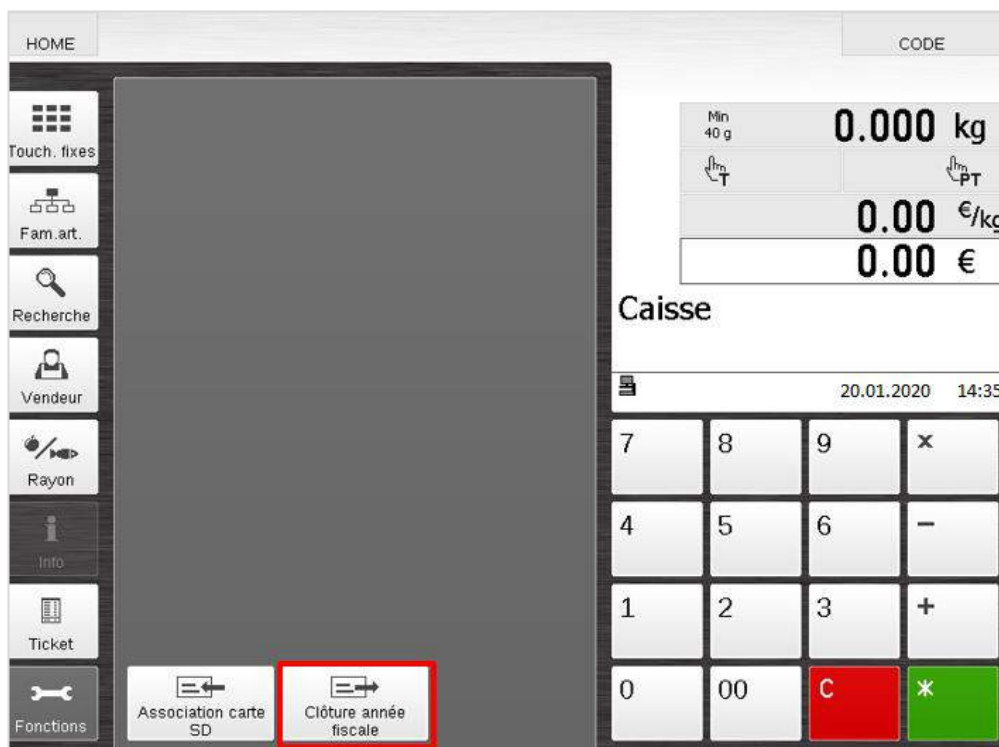 HOME
CODE
Touch. fixes
Fam.art.
Recherche
Vendeur
Rayon
Info
Ticket
Fonctions
Association carte
SD
Clôture année
fiscale
Min
40 g
0.000 kg
T
PT
0.00 €/kg
0.00 €
Caisse
20.01.2020 14:35
7 8 9 x
4 5 6 −
1 2 3 +
0 00 C *